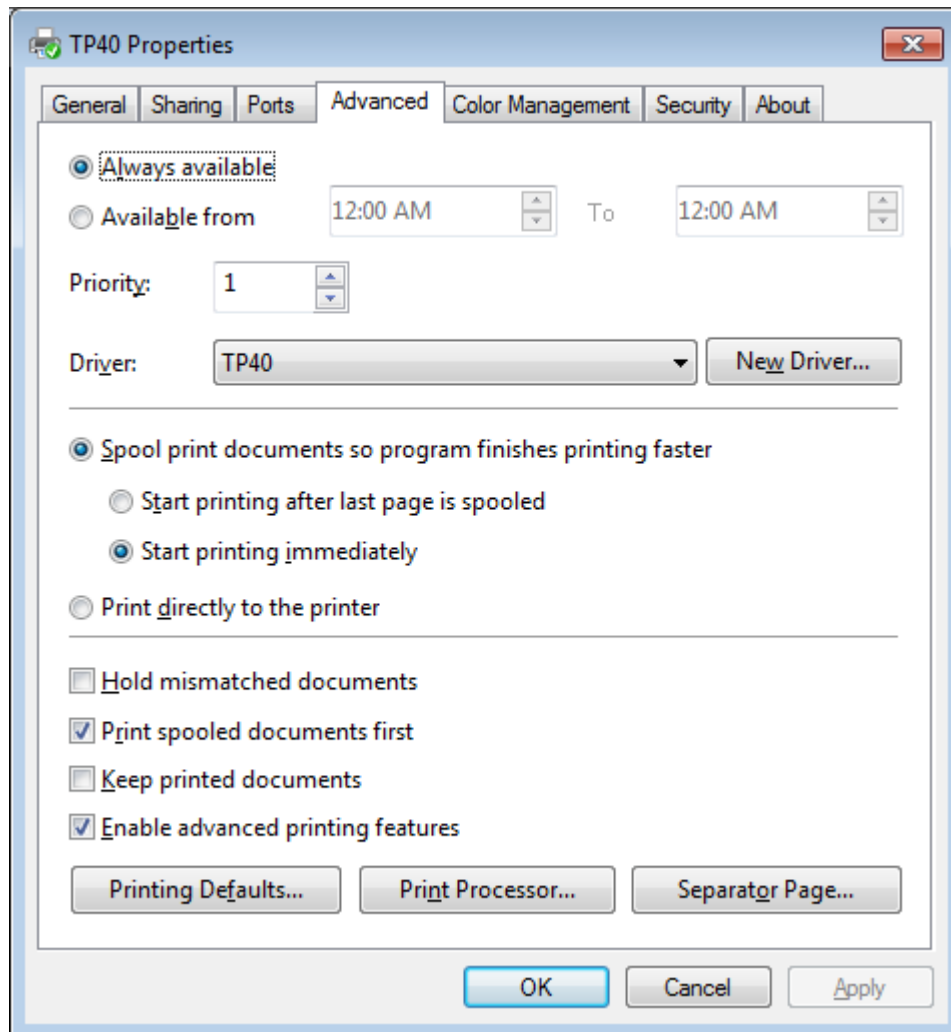 TP40 Properties
General Sharing Ports Advanced Color Management Security About
Always available
Available from 12:00 AM To 12:00 AM
Priority: 1
Driver: TP40 New Driver...
Spool print documents so program finishes printing faster
Start printing after last page is spooled
Start printing immediately
Print directly to the printer
Hold mismatched documents
Print spooled documents first
Keep printed documents
Enable advanced printing features
Printing Defaults... Print Processor... Separator Page...
OK Cancel Apply